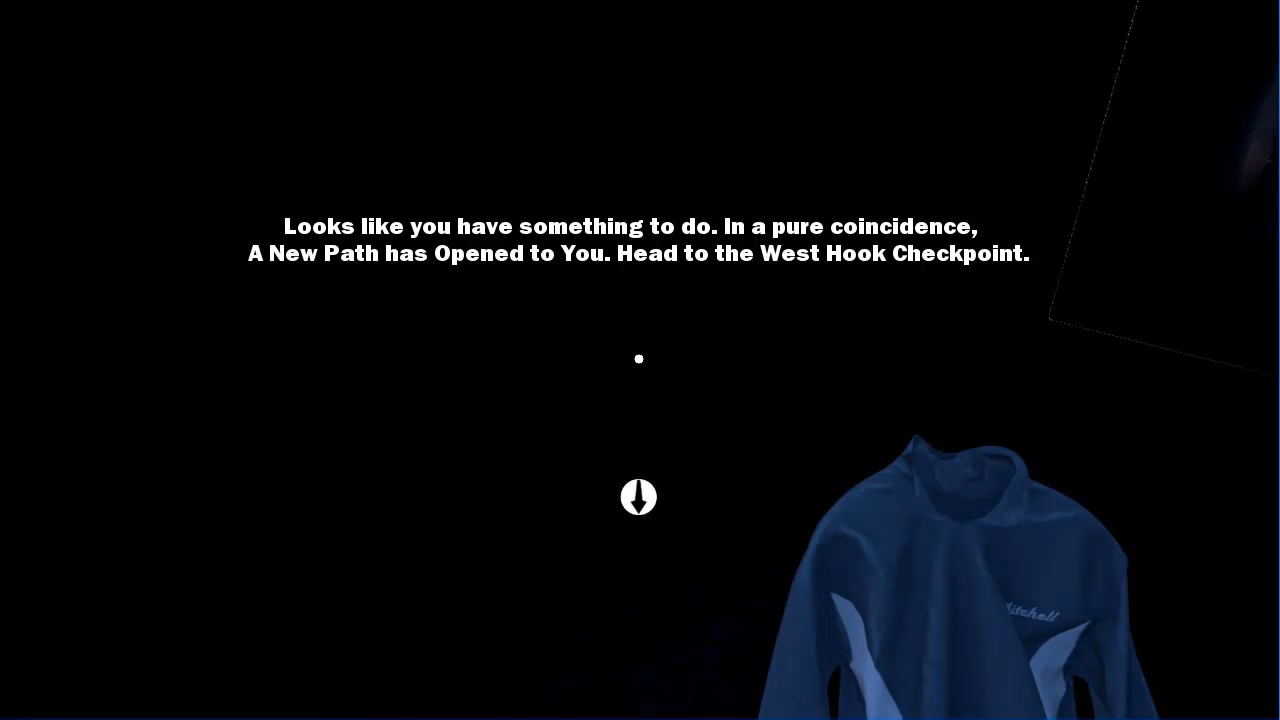 Looks like you have something to do. In a pure coincidence,
A New Path has Opened to You. Head to the West Hook Checkpoint.
Mitchell